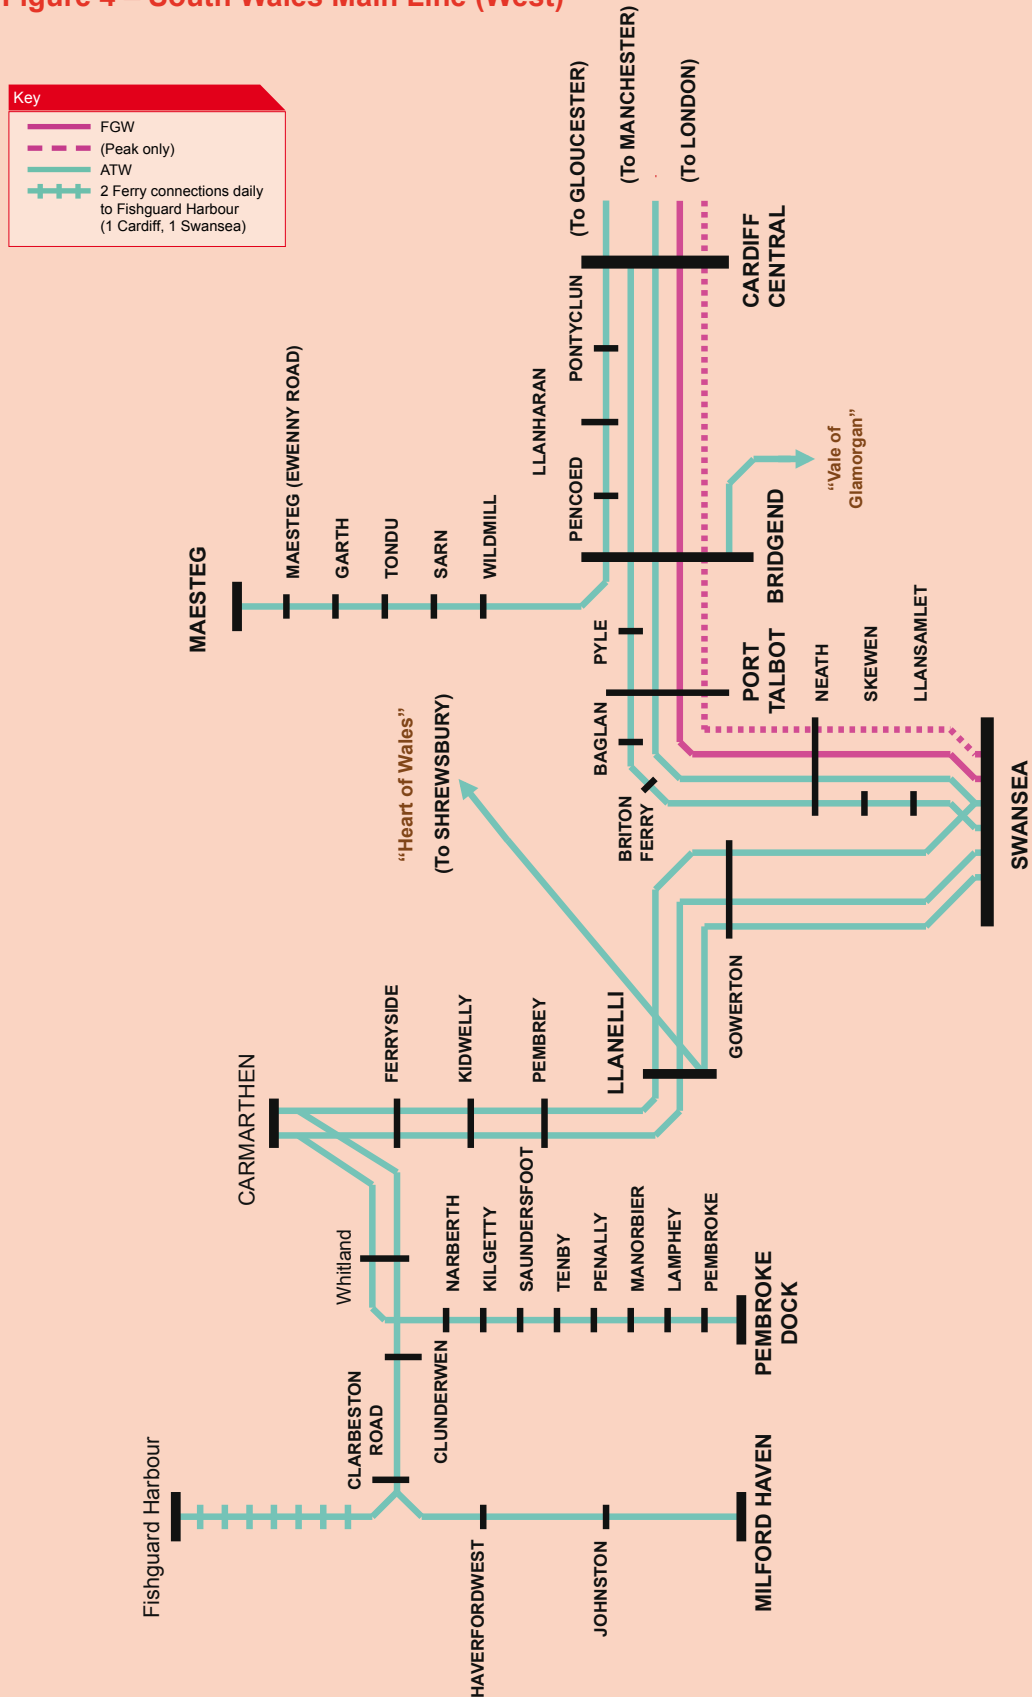 Figure 4 – South Wales Main Line (West)
Key
FGW
(Peak only)
ATW
2 Ferry connections daily
to Fishguard Harbour
(1 Cardiff, 1 Swansea)
(To GLOUCESTER)
(To MANCHESTER)
(To LONDON)
CARDIFF
CENTRAL
PONTYCLUN
LLANHARAN
PENCOED
BRIDGEND
“Vale of
Glamorgan”
MAESTEG
MAESTEG (EWENNY ROAD)
GARTH
TONDU
SARN
WILDMILL
PYLE
PORT
TALBOT
BAGLAN
BRITON
FERRY
NEATH
SKEWEN
LLANSAMLET
SWANSEA
“Heart of Wales”
(To SHREWSBURY)
GOWERTON
LLANELLI
CARMARTHEN
FERRYSIDE
KIDWELLY
PEMBREY
Whitland
NARBERTH
KILGETTY
SAUNDERSFOOT
TENBY
PENALLY
MANORBIER
LAMPHEY
PEMBROKE
PEMBROKE
DOCK
CLUNDERWEN
CLARBESTON
ROAD
Fishguard Harbour
HAVERFORDWEST
JOHNSTON
MILFORD HAVEN